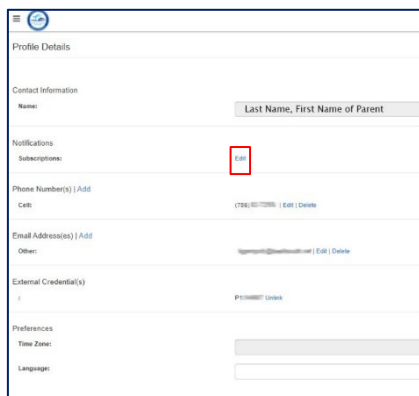 Profile Details
Contact Information
Name: Last Name, First Name of Parent
Notifications
Subscriptions: Edit
Phone Number(s) | Add
Cell: (786) | Edit | Delete
Email Address(es) | Add
Other: | Edit | Delete
External Credential(s)
: Unlink
Preferences
Time Zone:
Language: